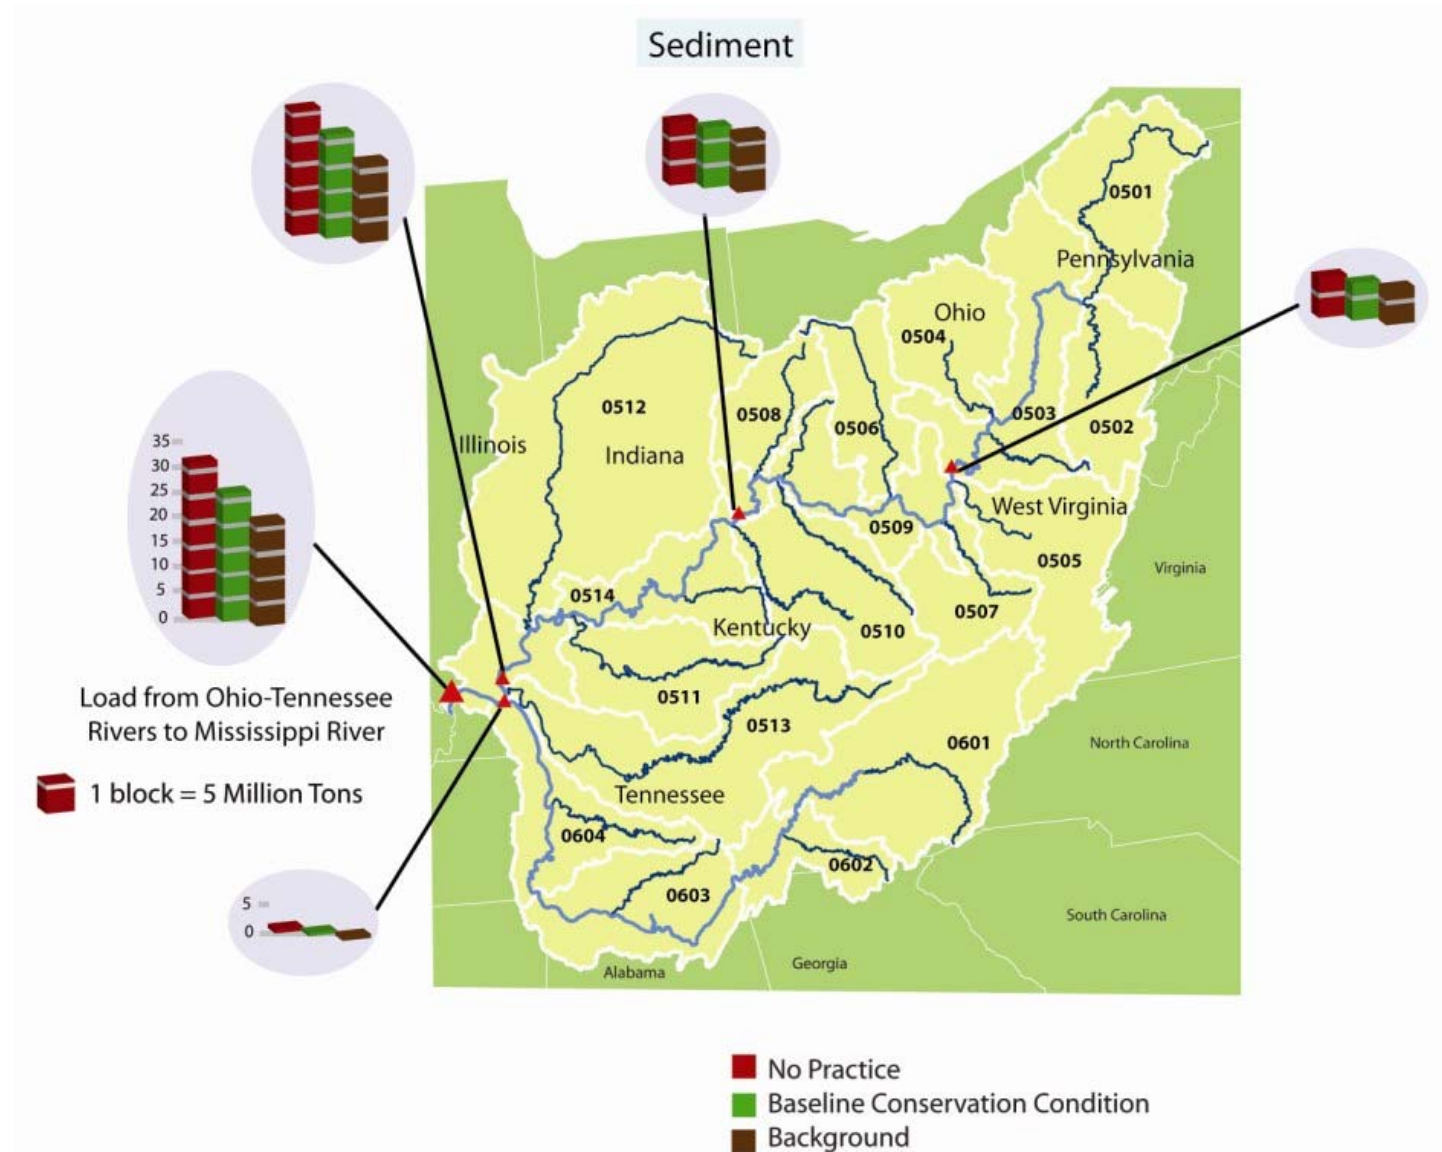 Sediment
0501
Pennsylvania
Ohio
0504
0512
0508
0506
0503
0502
Illinois
Indiana
35
30
25
20
15
10
5
0
West Virginia
0509
0505
Virginia
0514
0507
Kentucky
0510
Load from Ohio-Tennessee
Rivers to Mississippi River
0511
0513
0601
North Carolina
1 block = 5 Million Tons
Tennessee
0604
0602
0603
5
0
South Carolina
Georgia
Alabama
No Practice
Baseline Conservation Condition
Background